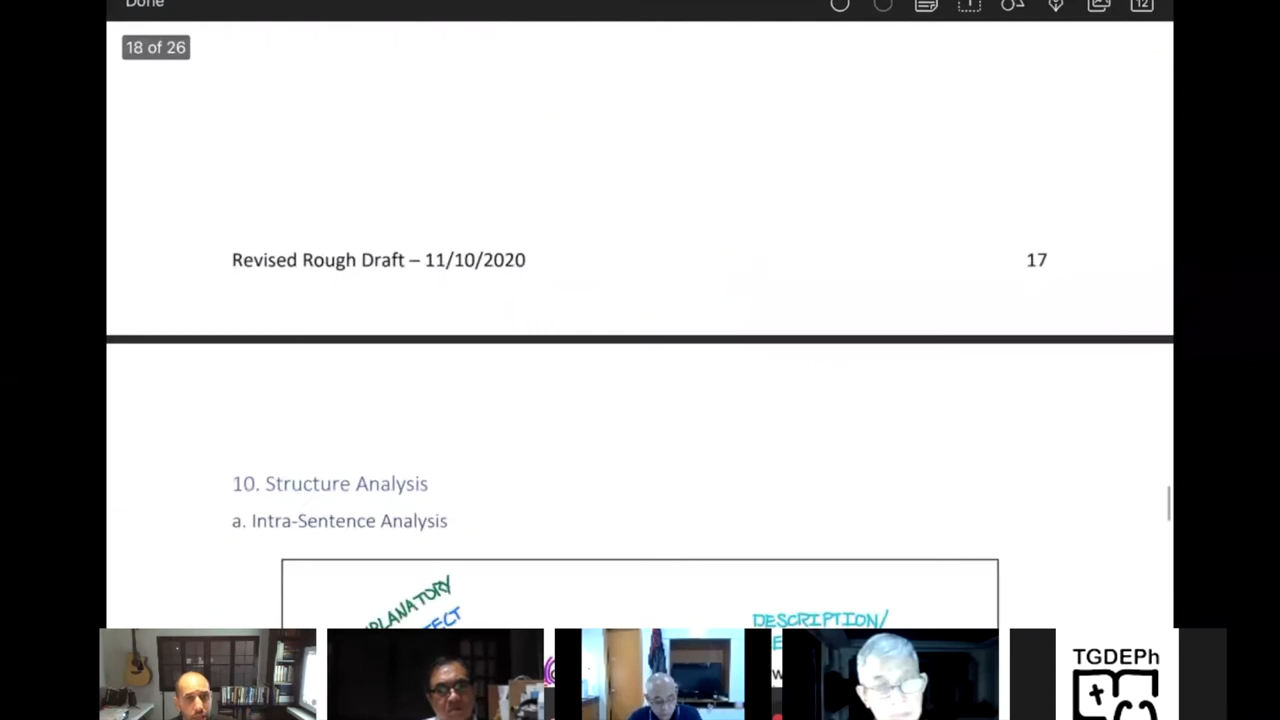 Done
18 of 26
Revised Rough Draft – 11/10/2020 17
10. Structure Analysis
a. Intra-Sentence Analysis
DESCRIPTION/
TGDEPh